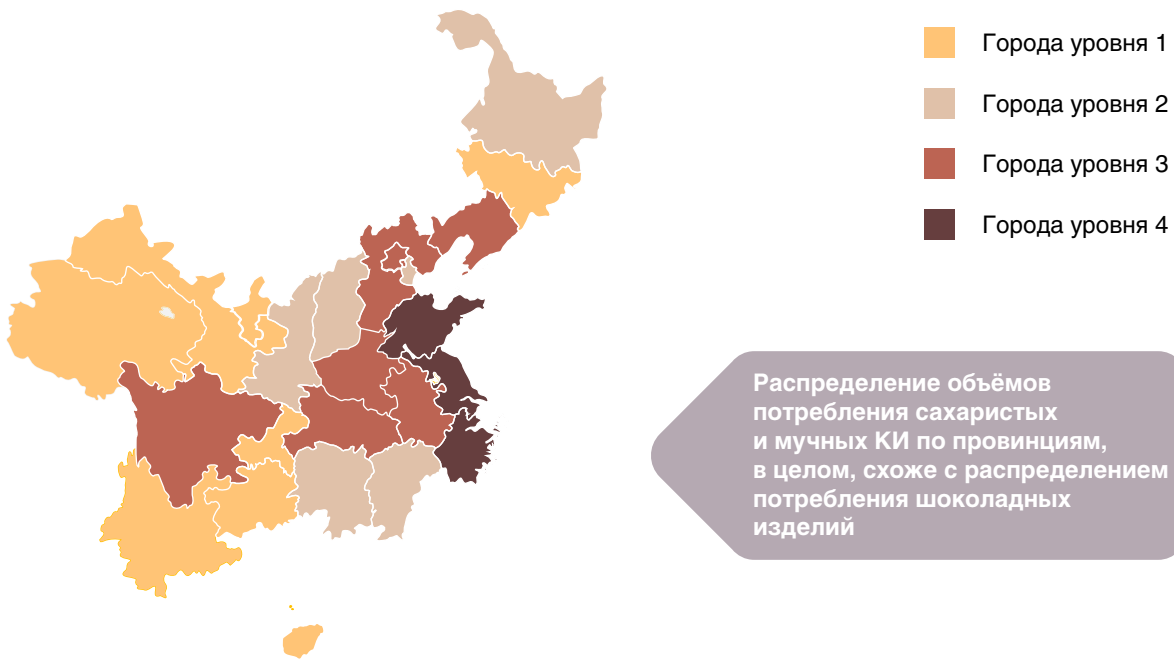 Города уровня 1
Города уровня 2
Города уровня 3
Города уровня 4
Распределение объёмов
потребления сахаристых
и мучных КИ по провинциям,
в целом, схоже с распределением
потребления шоколадных
изделий